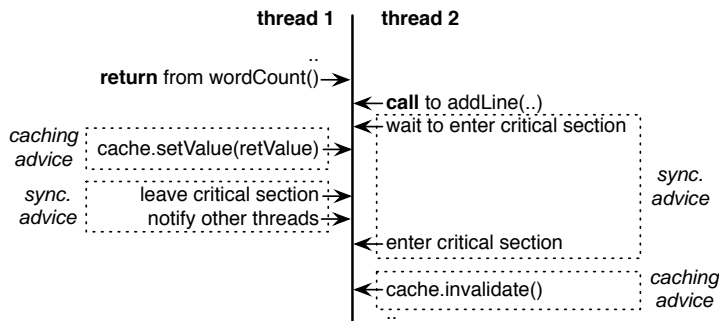 thread 1 thread 2
..
return from wordCount()
call to addLine(..)
wait to enter critical section
caching
advice
cache.setValue(retValue)
sync.
advice
leave critical section
notify other threads
sync.
advice
enter critical section
cache.invalidate()
caching
advice
..